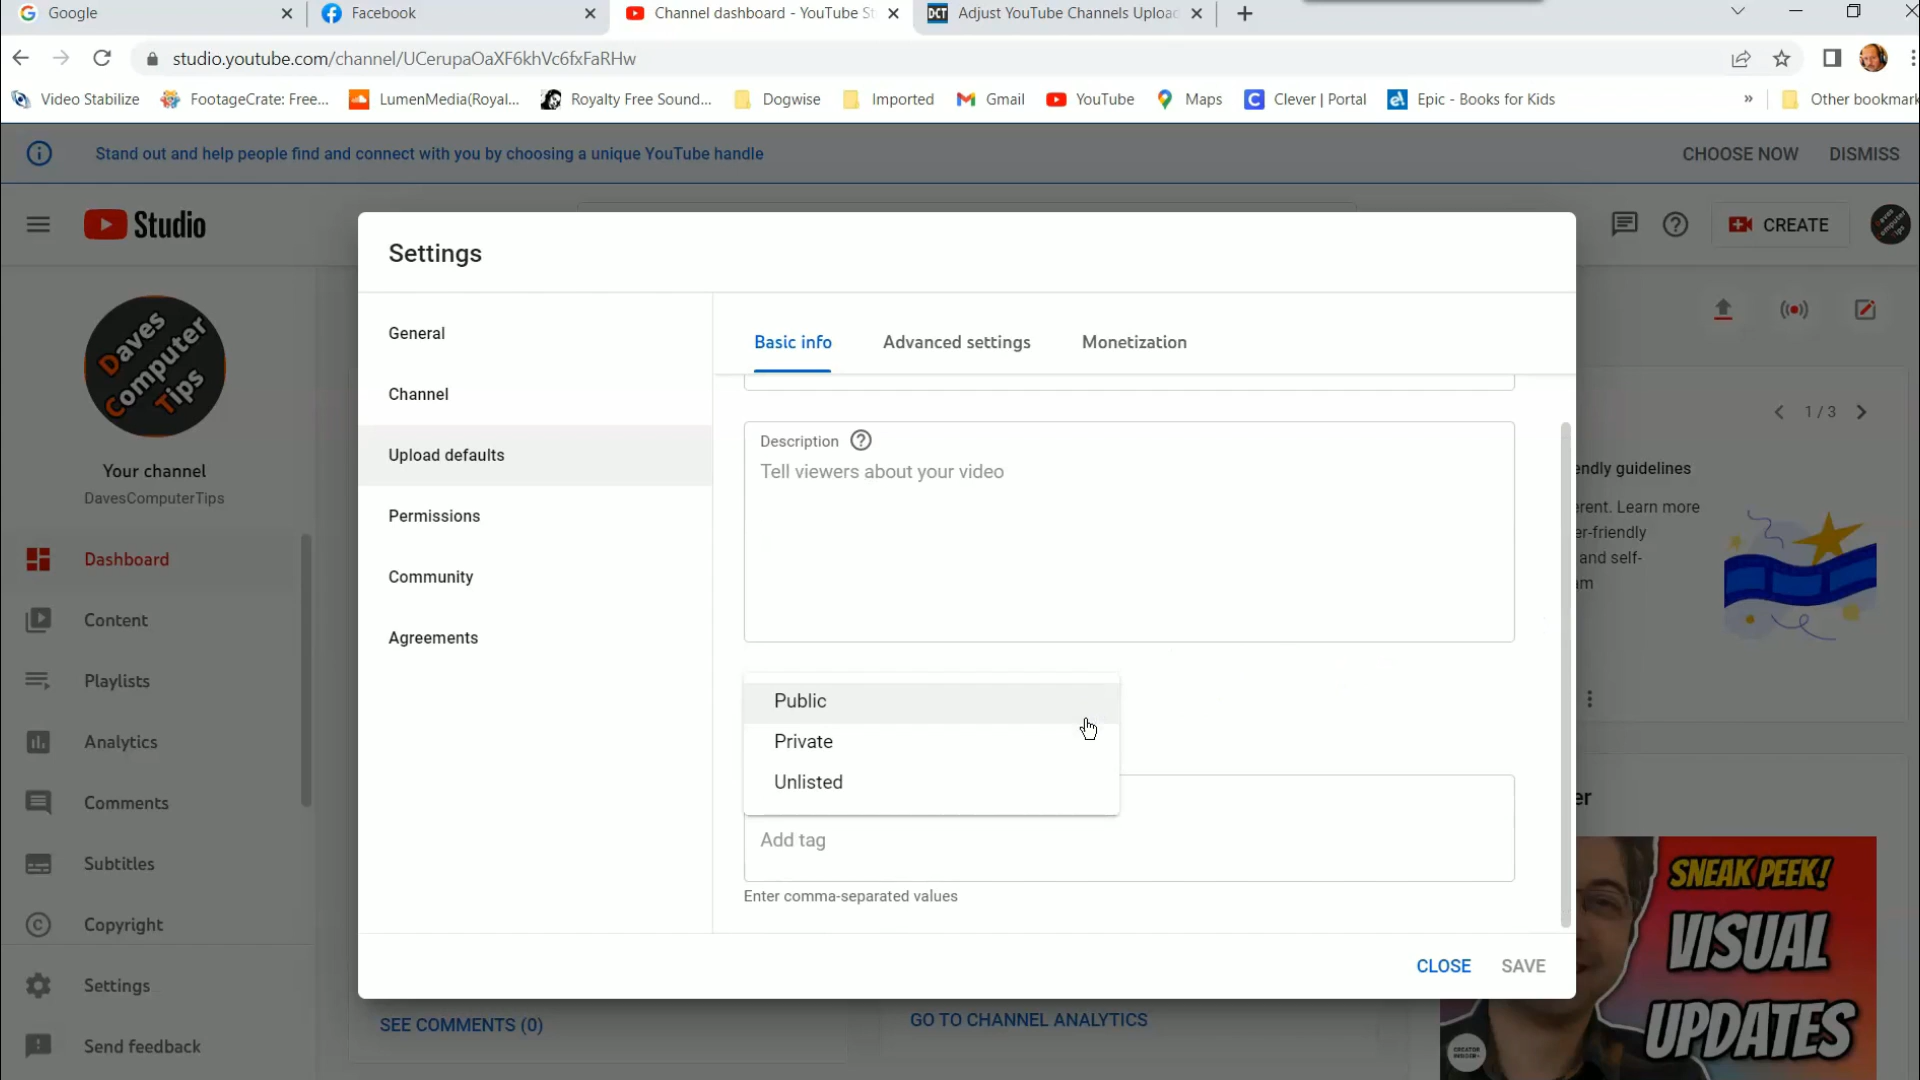 Google
Facebook
Channel dashboard - YouTube St
Adjust YouTube Channels Upload
studio.youtube.com/channel/UCerupaOaXF6khVc6fxFaRHw
Video Stabilize
FootageCrate: Free...
LumenMedia(Royal...
Royalty Free Sound...
Dogwise
Imported
Gmail
YouTube
Maps
Clever | Portal
Epic - Books for Kids
»
Other bookmark
Stand out and help people find and connect with you by choosing a unique YouTube handle
CHOOSE NOW
DISMISS
Studio
CREATE
Settings
General
Channel
Upload defaults
Permissions
Community
Agreements
Basic info
Advanced settings
Monetization
Description
Tell viewers about your video
Public
Private
Unlisted
Add tag
Enter comma-separated values
CLOSE
SAVE
Daves
Computer
Tips
Your channel
DavesComputerTips
Dashboard
Content
Playlists
Analytics
Comments
Subtitles
Copyright
Settings
Send feedback
1 / 3
endly guidelines
erent. Learn more
er-friendly
and self-
am
er
SNEAK PEEK!
VISUAL
UPDATES
CREATOR
INSIDER
SEE COMMENTS (0)
GO TO CHANNEL ANALYTICS